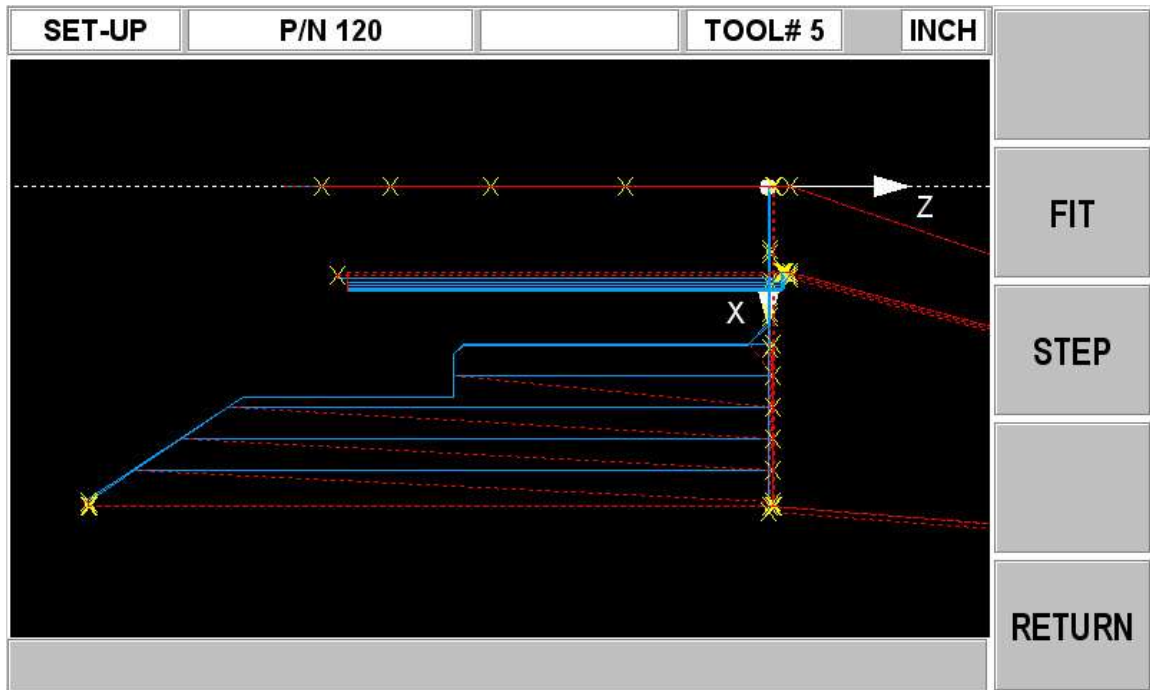 SET-UP
P/N 120
TOOL# 5
INCH
Z
FIT
X
STEP
RETURN